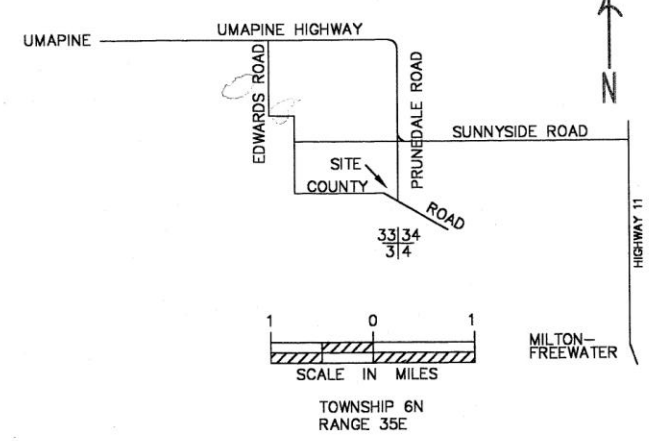 UMAPINE
UMAPINE HIGHWAY
EDWARDS ROAD
PRUNEDALE ROAD
N
SUNNYSIDE ROAD
SITE
COUNTY ROAD
33|34
3|4
HIGHWAY 11
1 0 1
SCALE IN MILES
MILTON-
FREEWATER
TOWNSHIP 6N
RANGE 35E